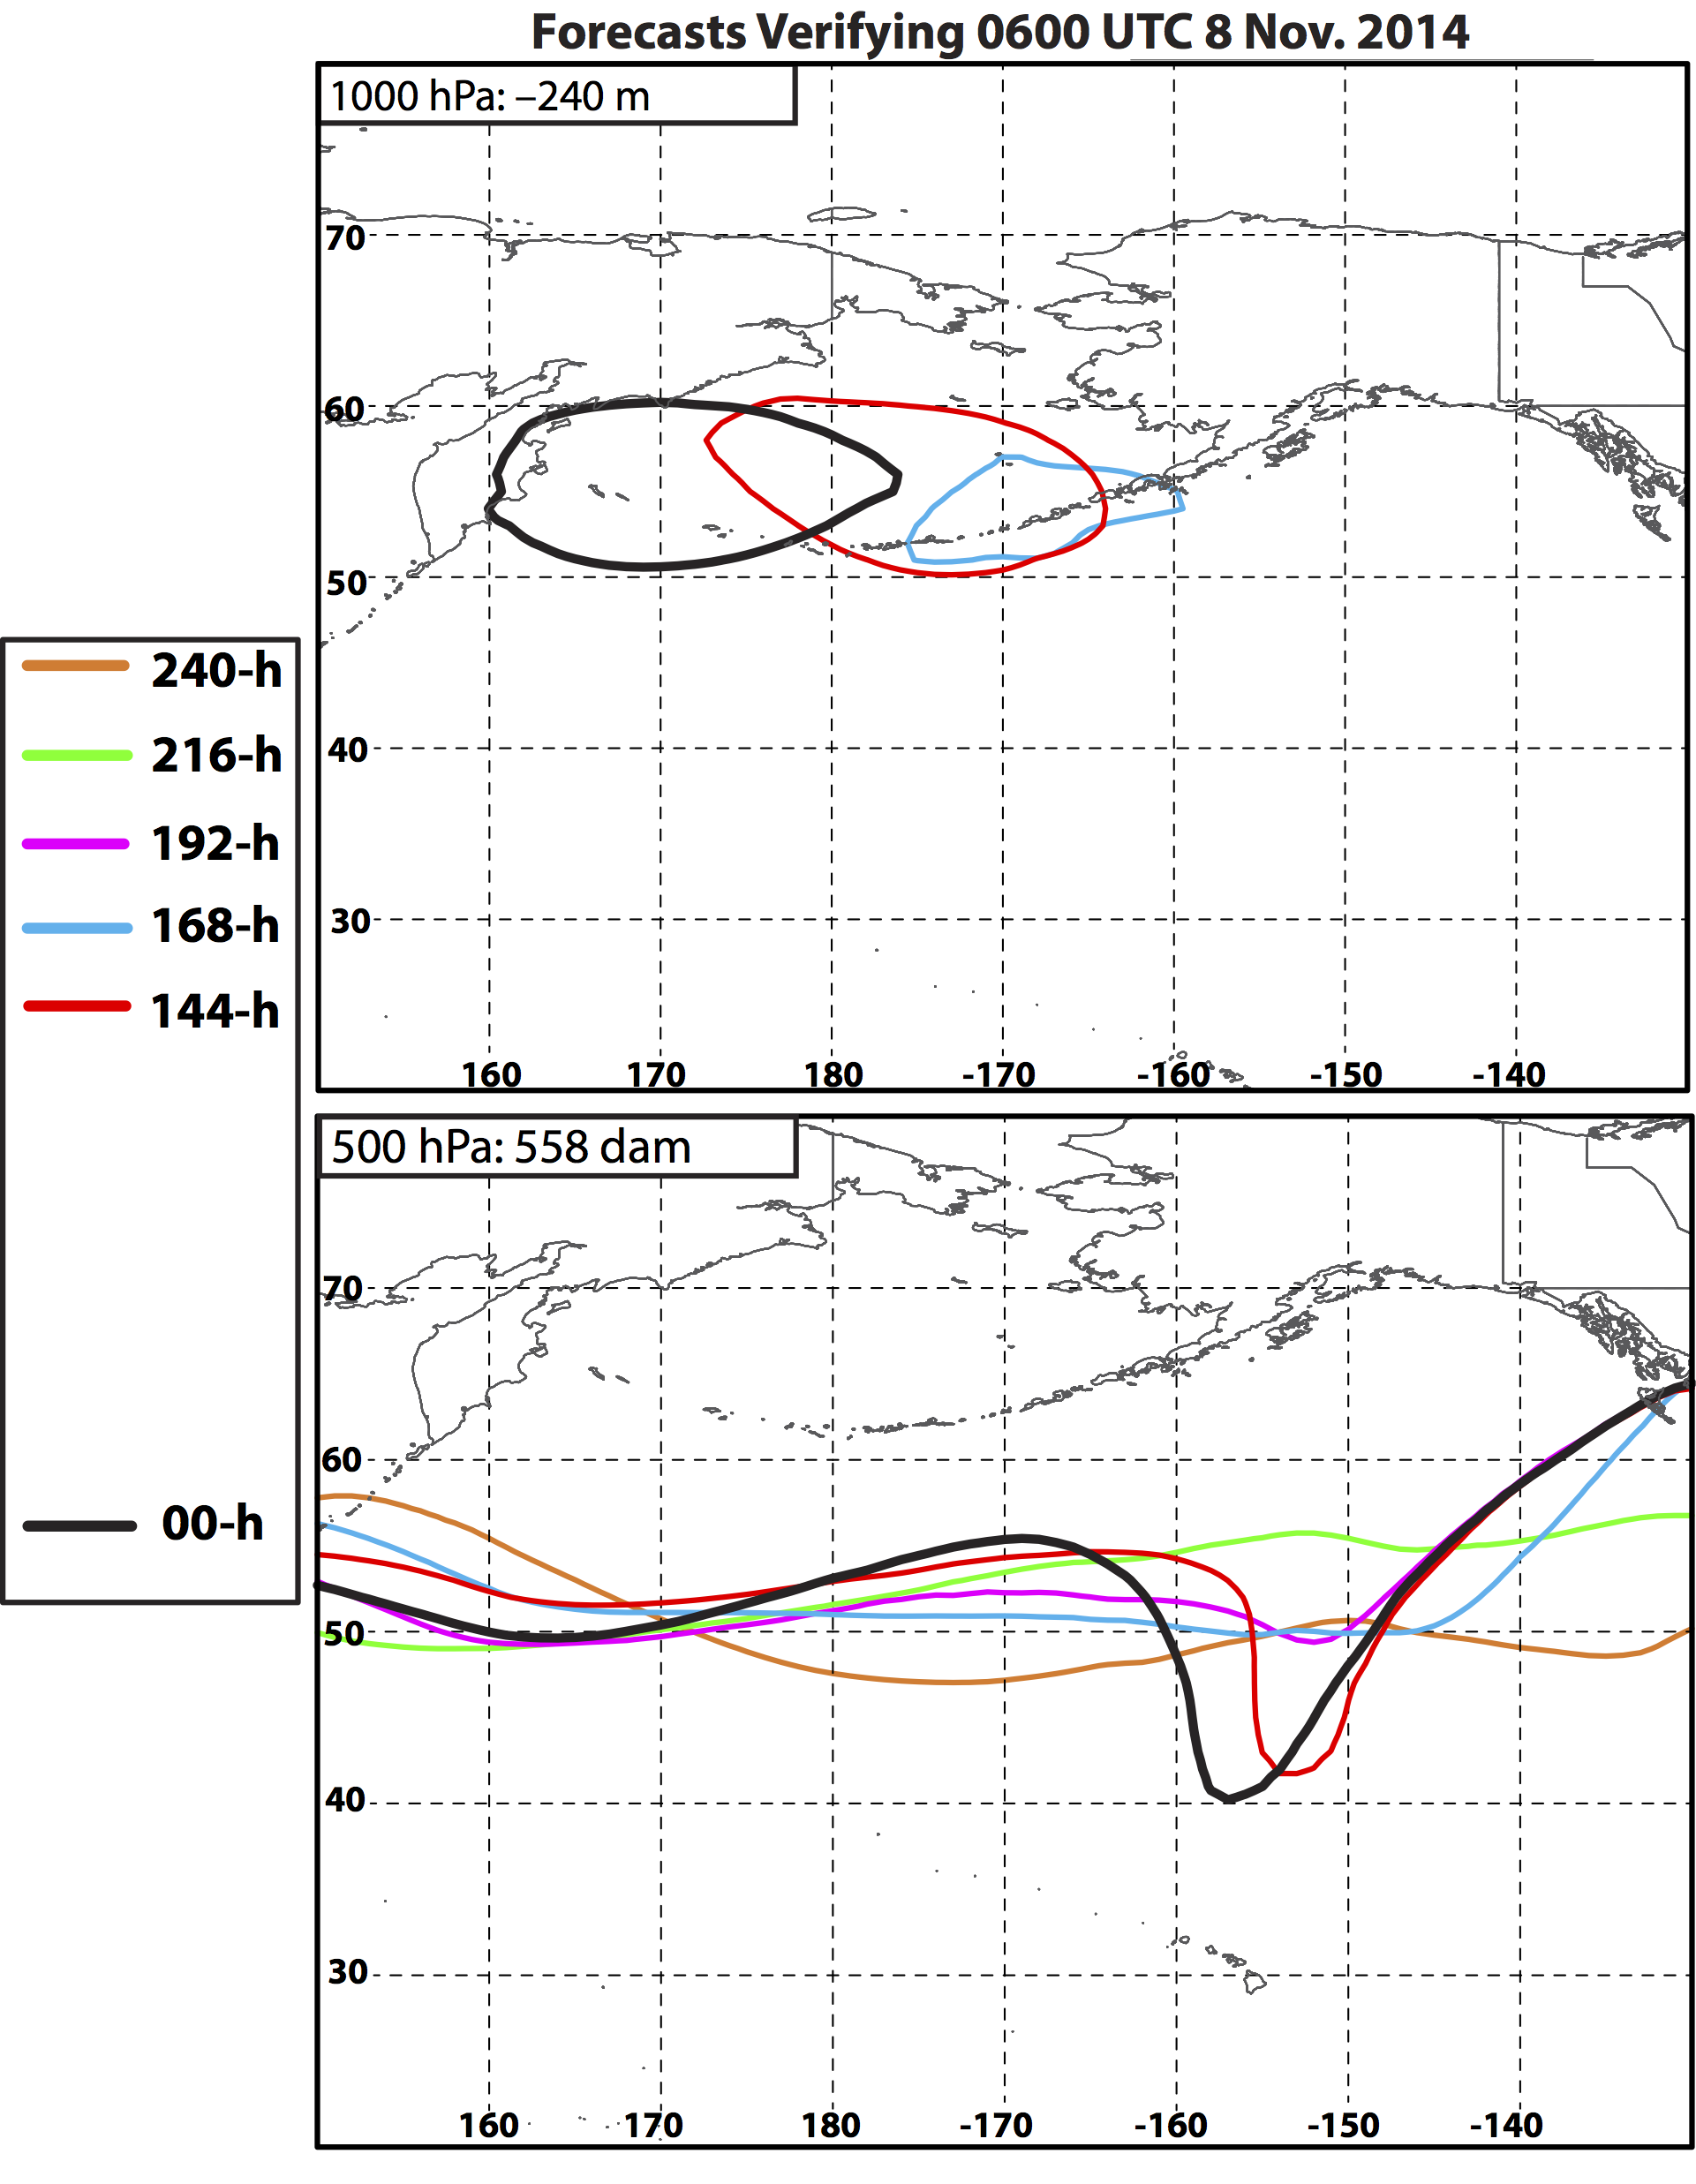 Forecasts Verifying 0600 UTC 8 Nov. 2014
1000 hPa: –240 m
70
60
50
40
30
160 170 180 -170 -160 -150 -140
240-h
216-h
192-h
168-h
144-h
00-h
500 hPa: 558 dam
70
60
50
40
30
160 170 180 -170 -160 -150 -140